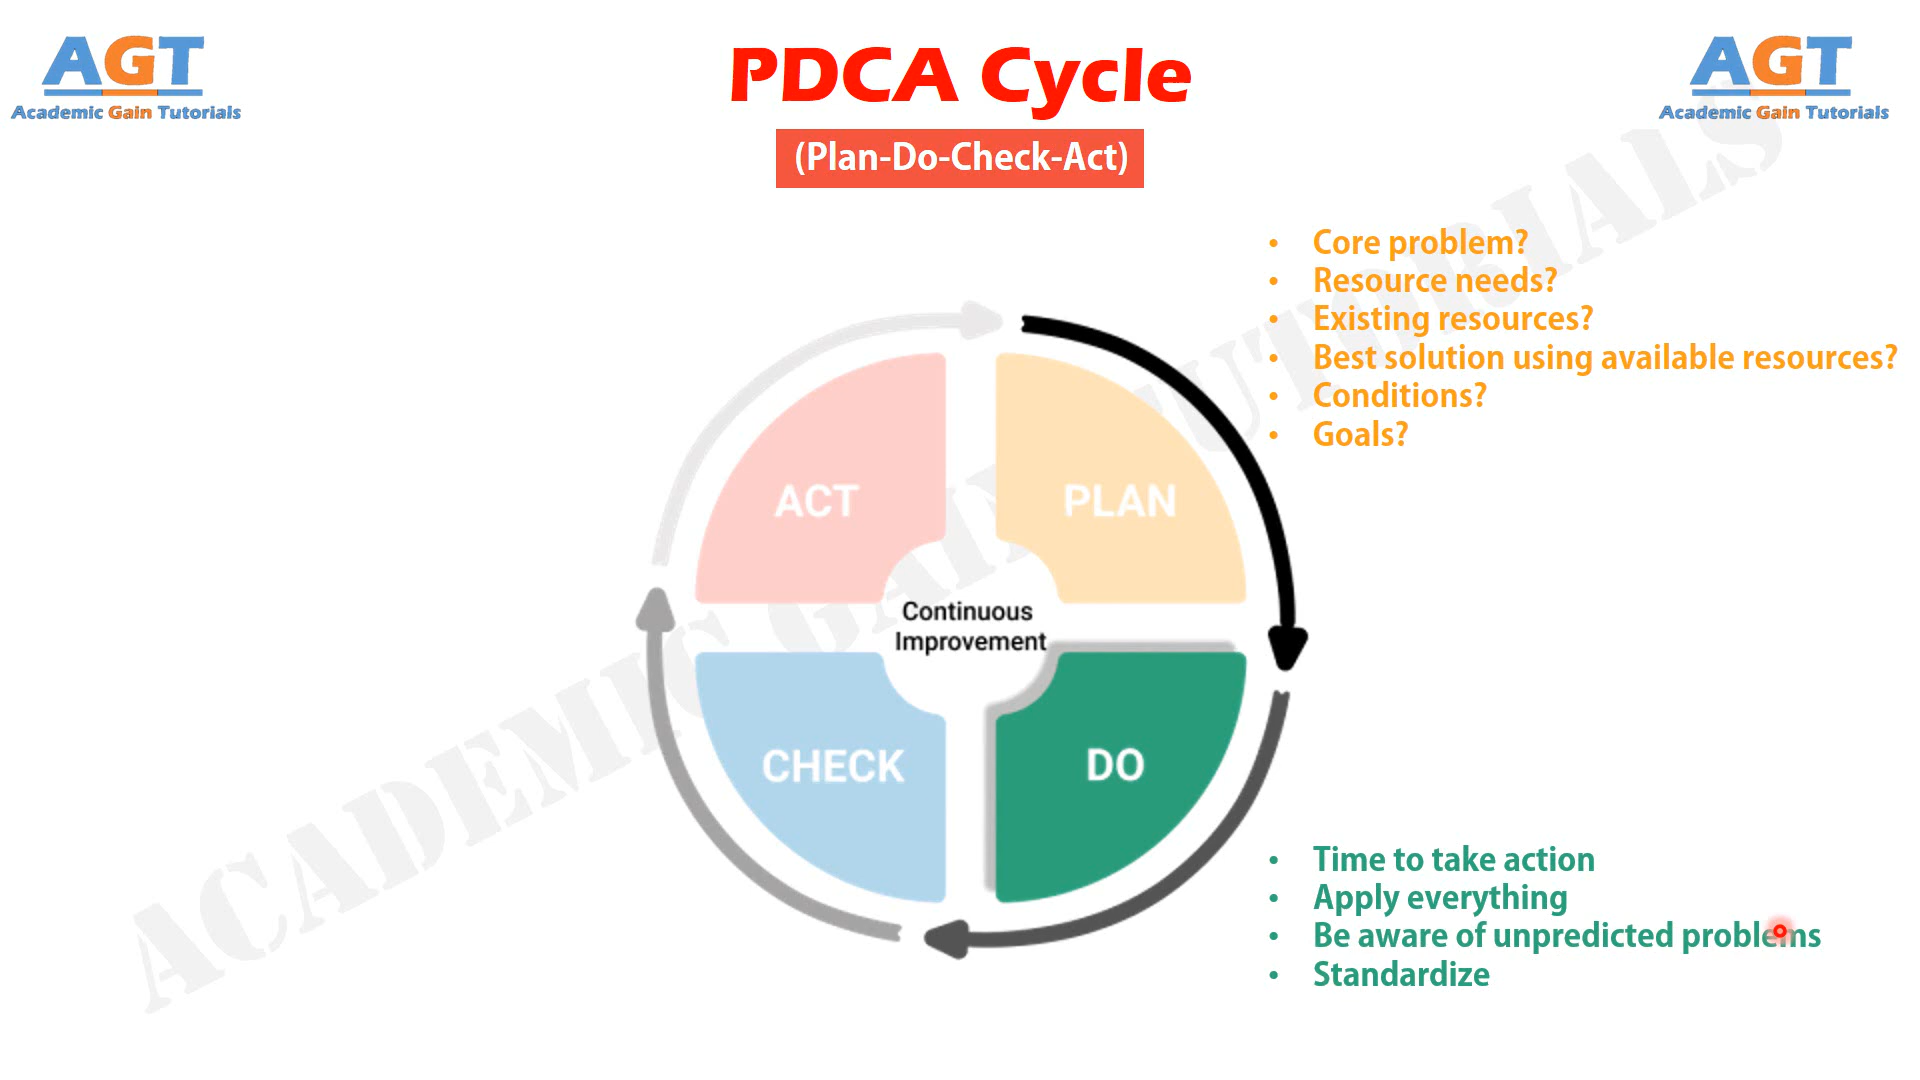 AGT
Academic Gain Tutorials
PDCA Cycle
(Plan-Do-Check-Act)
AGT
Academic Gain Tutorials
• Core problem?
• Resource needs?
• Existing resources?
• Best solution using available resources?
• Conditions?
• Goals?
ACT
PLAN
Continuous
Improvement
CHECK
DO
• Time to take action
• Apply everything
• Be aware of unpredicted problems
• Standardize
ACADEMIC GAIN TUTORIALS